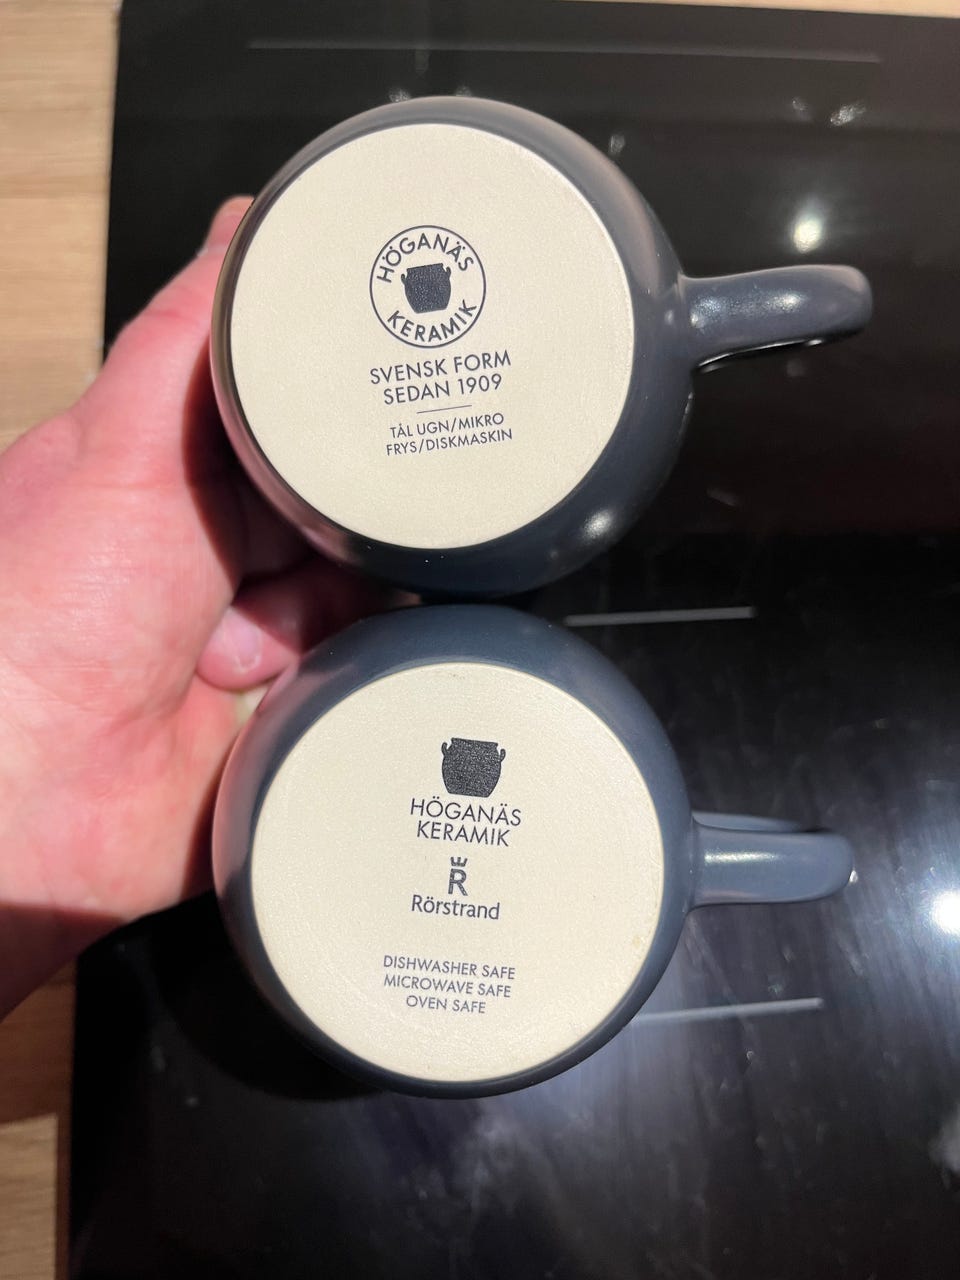 HÖGANÄS
KERAMIK
SVENSK FORM
SEDAN 1909
TÅL UGN/MIKRO
FRYS/DISKMASKIN
HÖGANÄS
KERAMIK
R
Rörstrand
DISHWASHER SAFE
MICROWAVE SAFE
OVEN SAFE